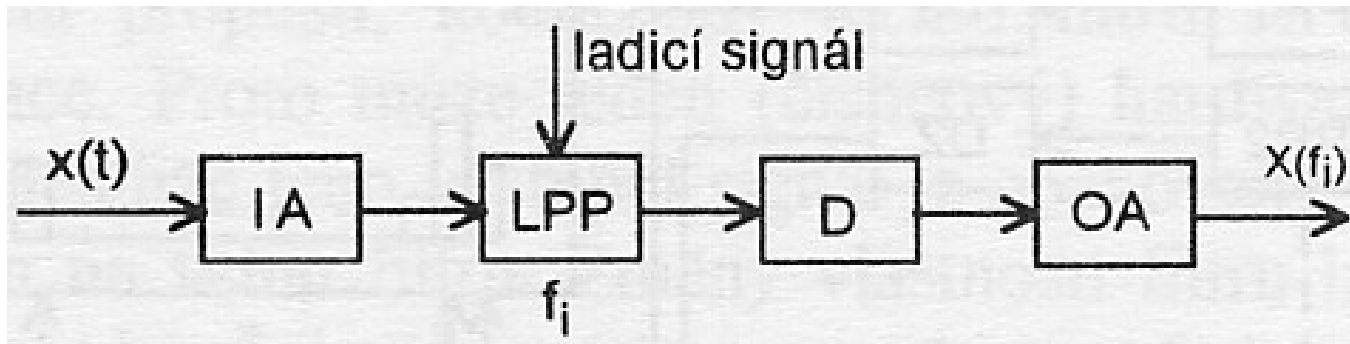 ladicí signál
x(t)
IA
LPP
D
OA
X(fi)
fi